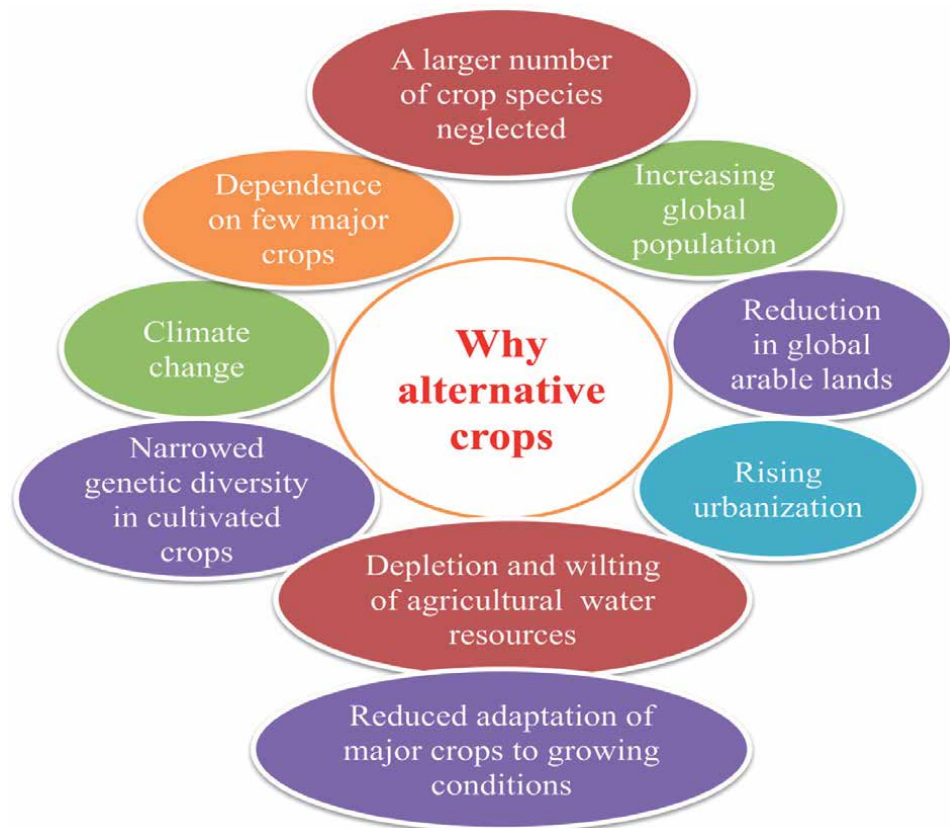 A larger number
of crop species
neglected
Dependence
on few major
crops
Increasing
global
population
Climate
change
Why
alternative
crops
Reduction
in global
arable lands
Narrowed
genetic diversity
in cultivated
crops
Rising
urbanization
Depletion and wilting
of agricultural water
resources
Reduced adaptation of
major crops to growing
conditions